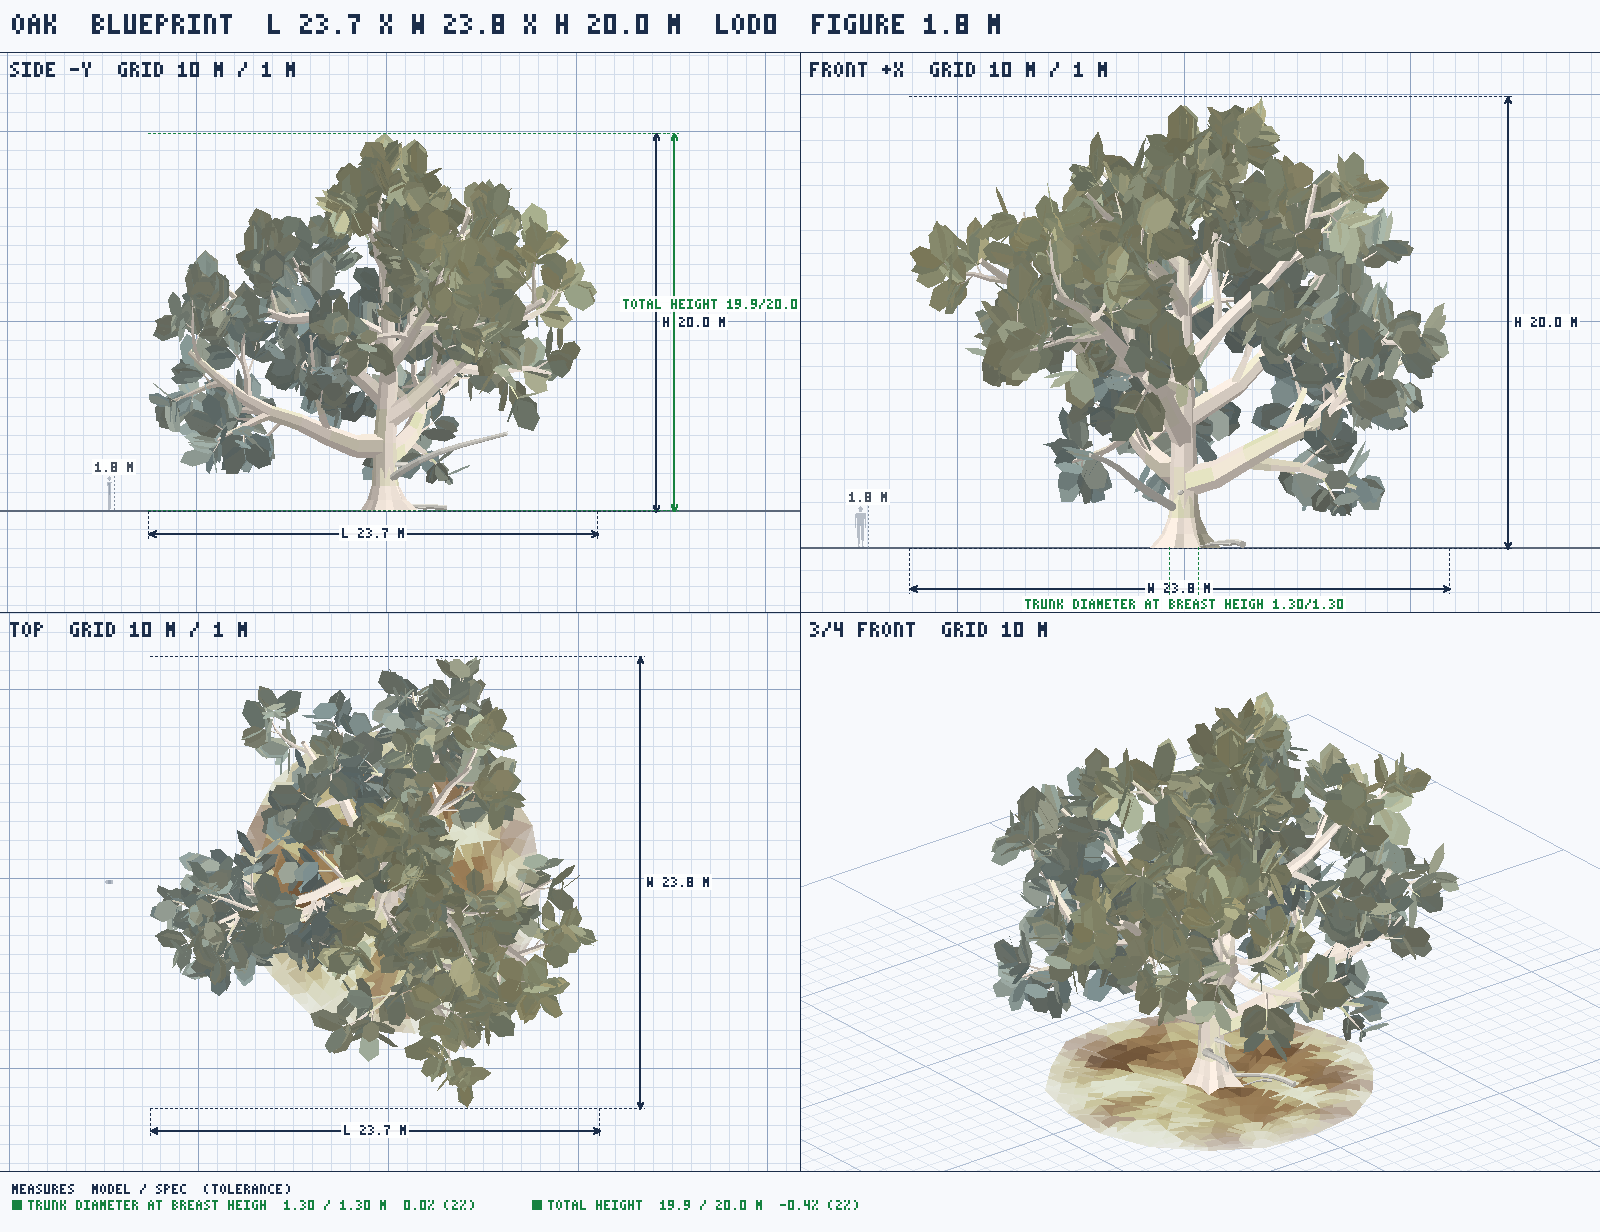 OAK BLUEPRINT L 23.7 X W 23.8 X H 20.0 M LOD0 FIGURE 1.8 M
SIDE -Y GRID 10 M / 1 M
TOTAL HEIGHT 19.9/20.0
H 20.0 M
1.8 M
L 23.7 M
FRONT +X GRID 10 M / 1 M
H 20.0 M
1.8 M
W 23.8 M
TRUNK DIAMETER AT BREAST HEIGH 1.30/1.30
TOP GRID 10 M / 1 M
W 23.8 M
L 23.7 M
3/4 FRONT GRID 10 M
MEASURES MODEL / SPEC (TOLERANCE)
TRUNK DIAMETER AT BREAST HEIGH 1.30 / 1.30 M 0.0% (2%)
TOTAL HEIGHT 19.9 / 20.0 M -0.4% (2%)